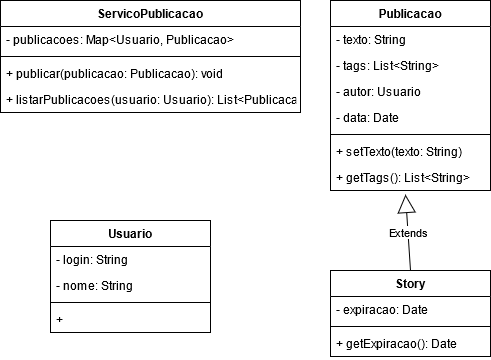 ServicoPublicacao
- publicacoes: Map<Usuario, Publicacao>
+ publicar(publicacao: Publicacao): void
+ listarPublicacoes(usuario: Usuario): List<Publicaca
Publicacao
- texto: String
- tags: List<String>
- autor: Usuario
- data: Date
+ setTexto(texto: String)
+ getTags(): List<String>
Extends
Usuario
- login: String
- nome: String
+
Story
- expiracao: Date
+ getExpiracao(): Date